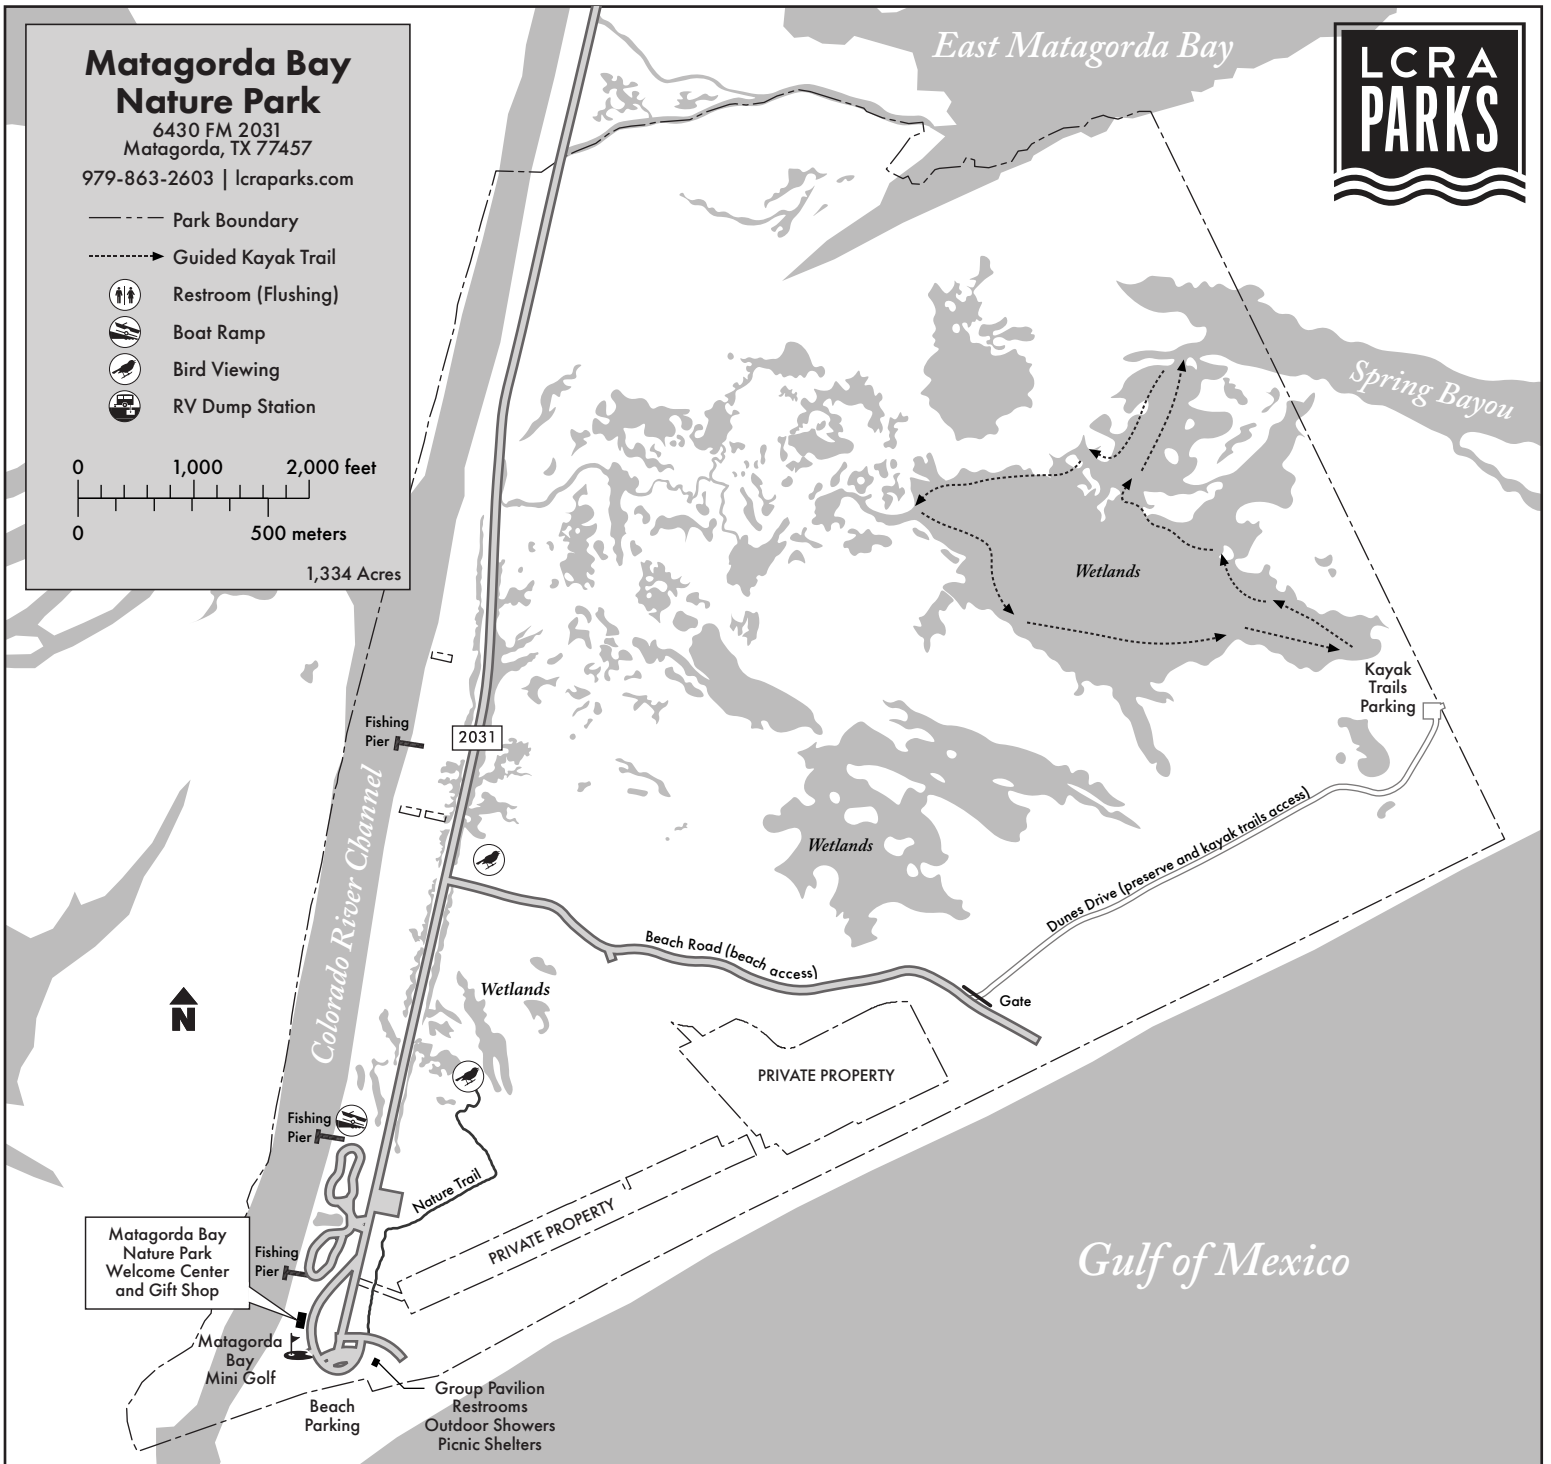 Matagorda Bay
Nature Park
6430 FM 2031
Matagorda, TX 77457
979-863-2603 | lcraparks.com
Park Boundary
Guided Kayak Trail
Restroom (Flushing)
Boat Ramp
Bird Viewing
RV Dump Station
0 1,000 2,000 feet
0 500 meters
1,334 Acres
East Matagorda Bay
LCRA
PARKS
Spring Bayou
Wetlands
Kayak
Trails
Parking
Fishing
Pier
2031
Colorado River Channel
Wetlands
Dunes Drive (preserve and kayak trails access)
Beach Road (beach access)
Wetlands
Gate
N
PRIVATE PROPERTY
Fishing
Pier
Nature Trail
PRIVATE PROPERTY
Matagorda Bay
Nature Park
Welcome Center
and Gift Shop
Fishing
Pier
Gulf of Mexico
Matagorda
Bay
Mini Golf
Beach
Parking
Group Pavilion
Restrooms
Outdoor Showers
Picnic Shelters